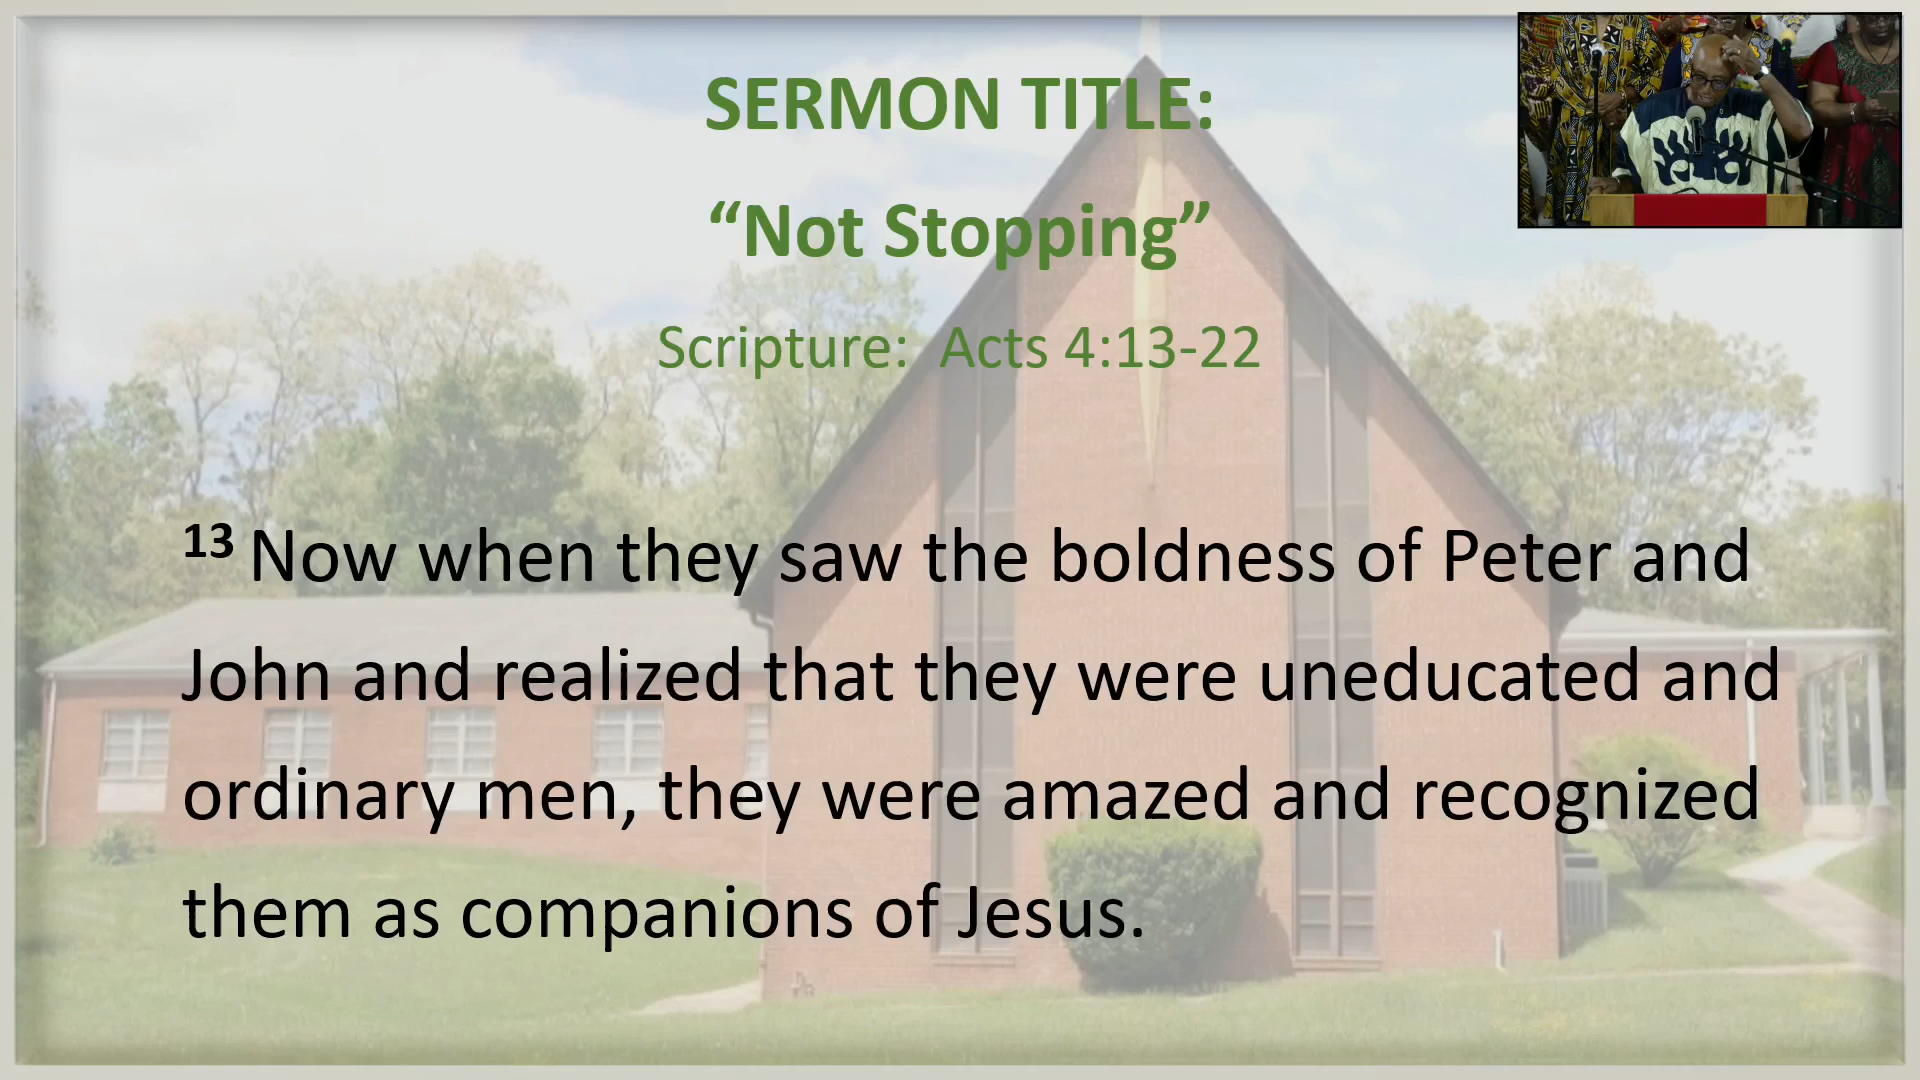 SERMON TITLE:
“Not Stopping”
Scripture:  Acts 4:13-22
13 Now when they saw the boldness of Peter and
John and realized that they were uneducated and
ordinary men, they were amazed and recognized
them as companions of Jesus.